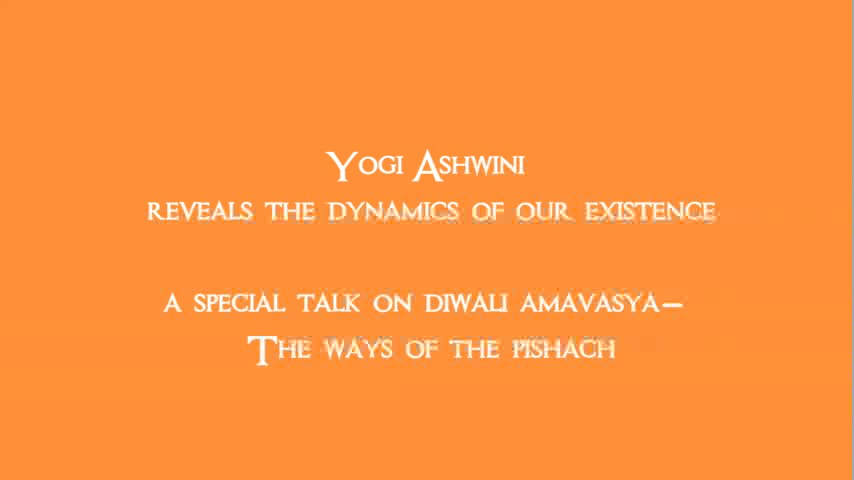 Yogi Ashwini
reveals the dynamics of our existence
a special talk on diwali amavasya–
The ways of the pishach